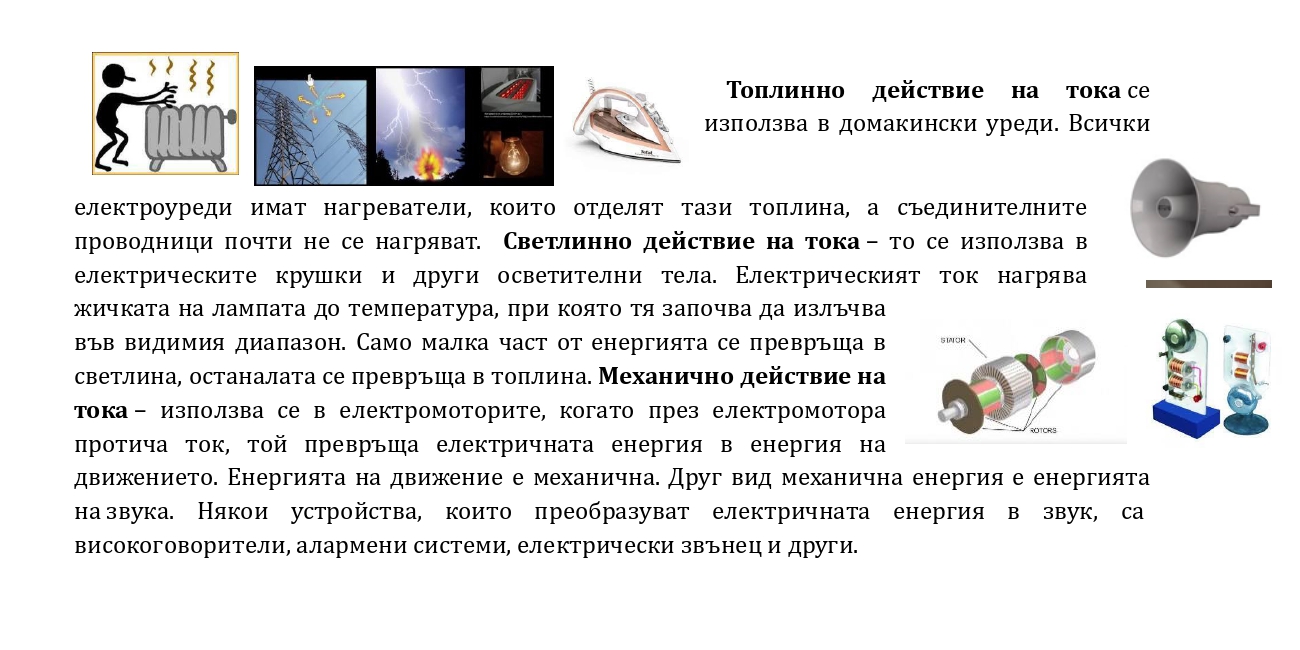 Топлинно действие на тока се
използва в домакински уреди. Всички
електроуреди имат нагреватели, които отделят тази топлина, а съединителните
проводници почти не се нагряват. Светлинно действие на тока – то се използва в
електрическите крушки и други осветителни тела. Електрическият ток нагрява
жичката на лампата до температура, при която тя започва да излъчва
във видимия диапазон. Само малка част от енергията се превръща в
светлина, останалата се превръща в топлина. Механично действие на
тока – използва се в електромоторите, когато през електромотора
протича ток, той превръща електричната енергия в енергия на
движението. Енергията на движение е механична. Друг вид механична енергия е енергията
на звука. Някои устройства, които преобразуват електричната енергия в звук, са
високоговорители, алармени системи, електрически звънец и други.
STATOR
ROTORS